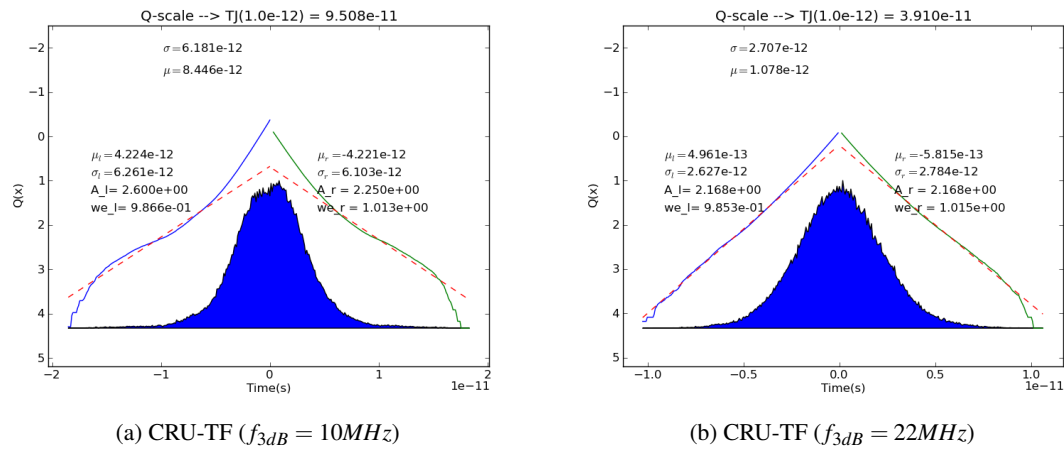 Q-scale --> TJ(1.0e-12) = 9.508e-11
σ=6.181e-12
μ=8.446e-12
μ_l=4.224e-12
σ_l=6.261e-12
A_l= 2.600e+00
we_l= 9.866e-01
μ_r=-4.221e-12
σ_r=6.103e-12
A_r = 2.250e+00
we_r = 1.013e+00
Q(x)
−2
−1
0
1
2
3
4
5
−2
−1
0
1
2
1e−11
Time(s)
(a) CRU-TF (f_{3dB} = 10MHz)
Q-scale --> TJ(1.0e-12) = 3.910e-11
σ=2.707e-12
μ=1.078e-12
μ_l=4.961e-13
σ_l=2.627e-12
A_l= 2.168e+00
we_l= 9.853e-01
μ_r=-5.815e-13
σ_r=2.784e-12
A_r = 2.168e+00
we_r = 1.015e+00
Q(x)
−2
−1
0
1
2
3
4
5
−1.0
−0.5
0.0
0.5
1.0
1e−11
Time(s)
(b) CRU-TF (f_{3dB} = 22MHz)